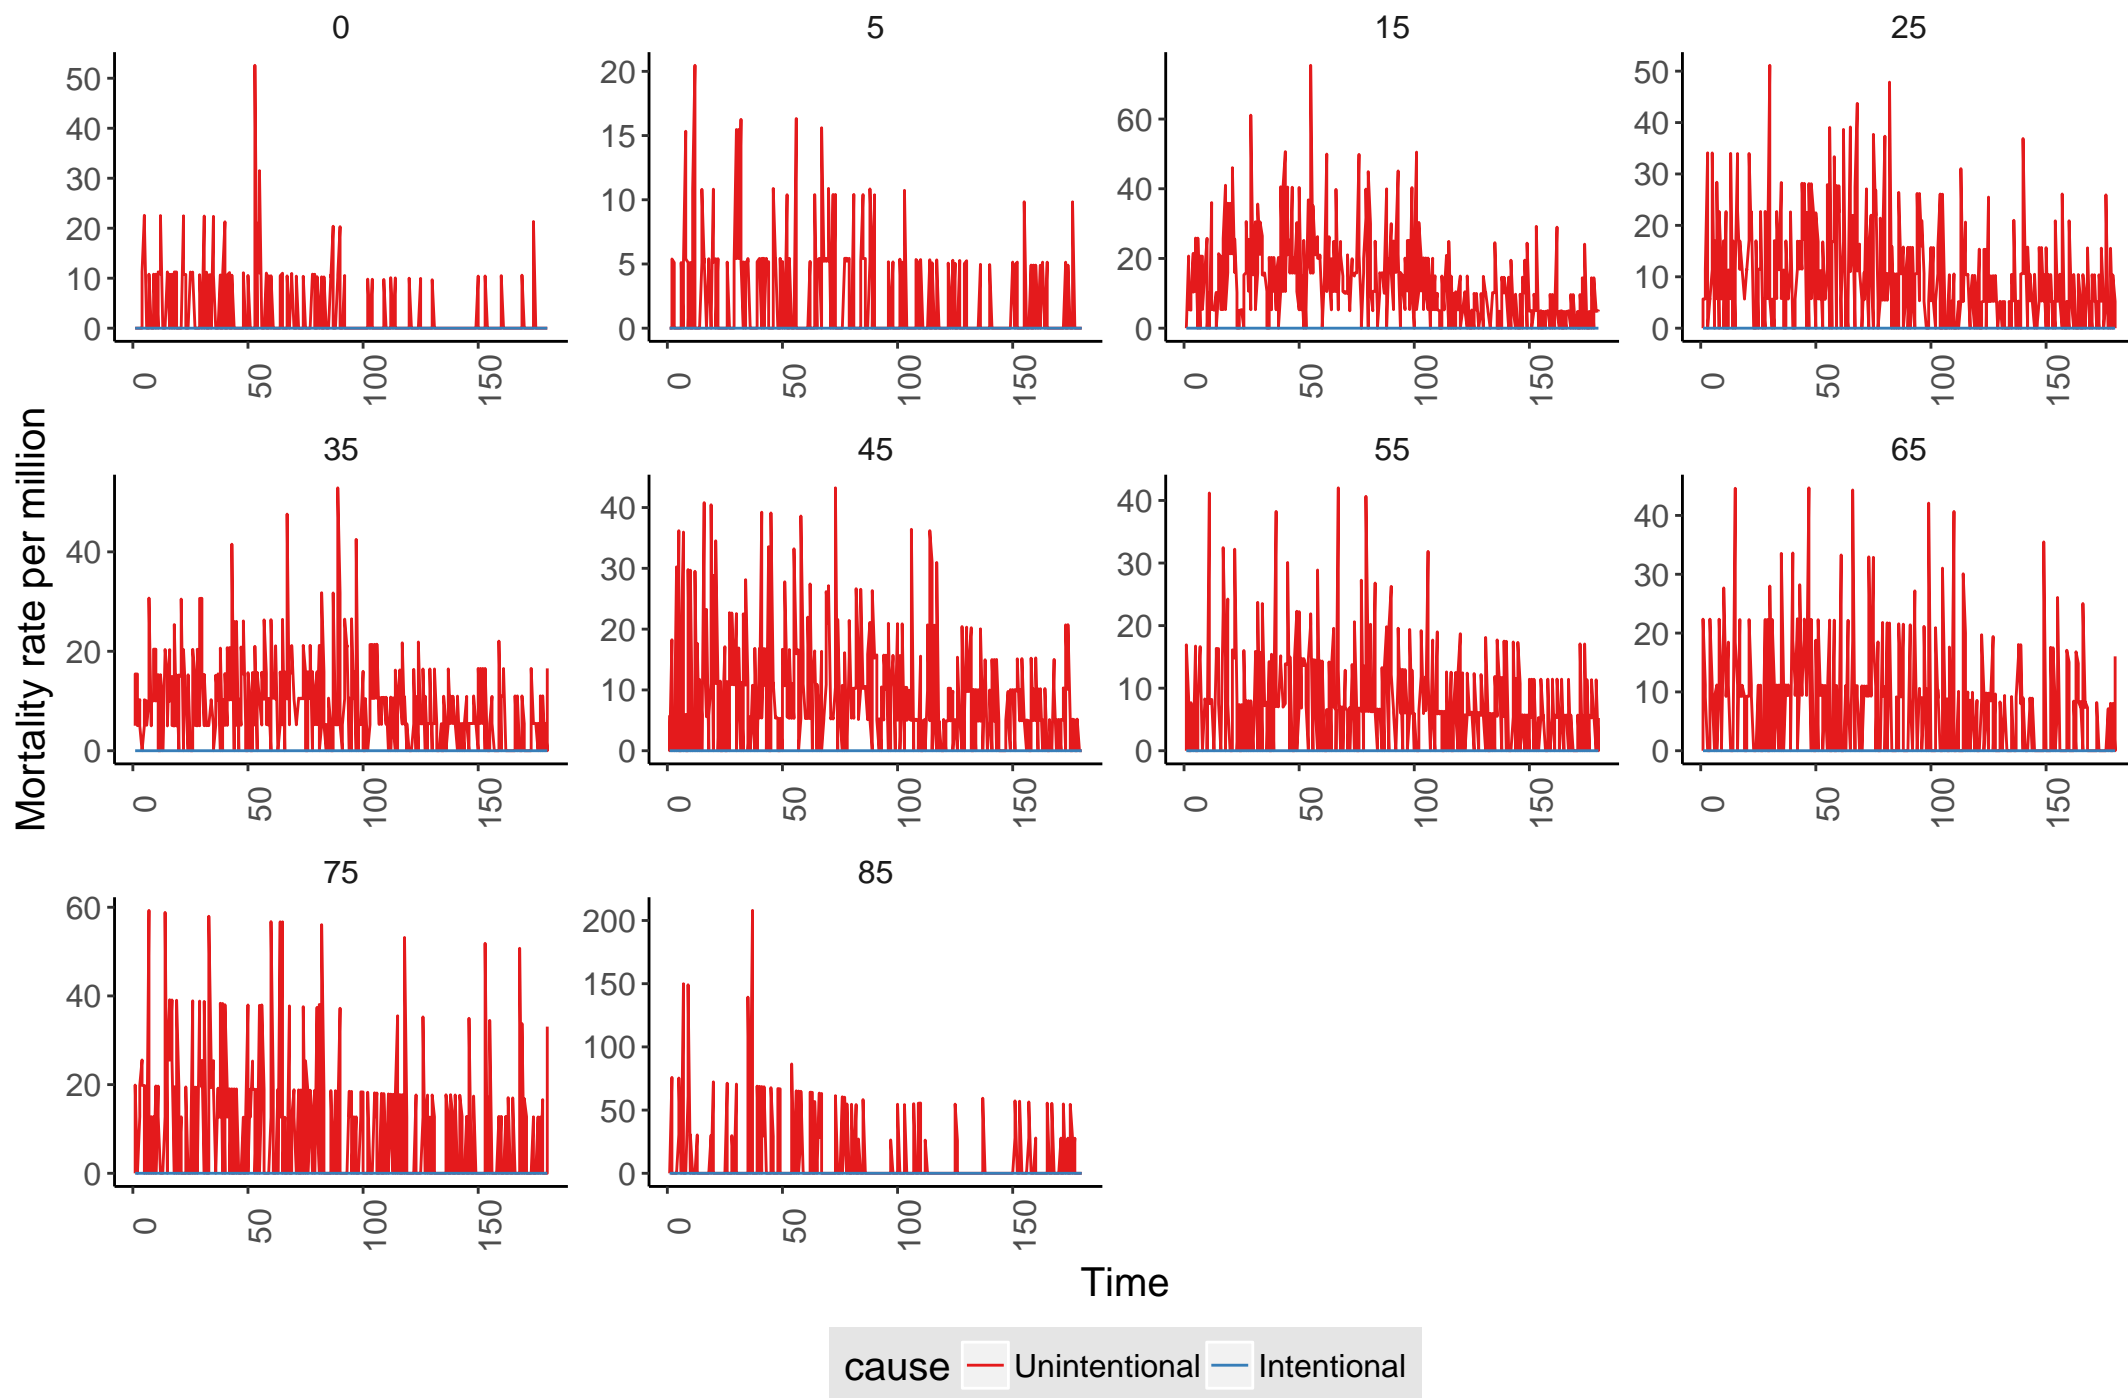 0 5 15 25
50 20 60 50
40 15 40 40
30 10 20 30
20 5 0 20
10 0 10
0 0
0 50 100 150 0 50 100 150 0 50 100 150 0 50 100 150
Mortality rate per million
35 45 55 65
40 40 40 40
20 30 30 30
0 20 20 20
10 10 10
0 0 0
0 50 100 150 0 50 100 150 0 50 100 150 0 50 100 150
75 85
60 200
40 150
20 100
0 50
0
0 50 100 150 0 50 100 150
Time
cause Unintentional Intentional